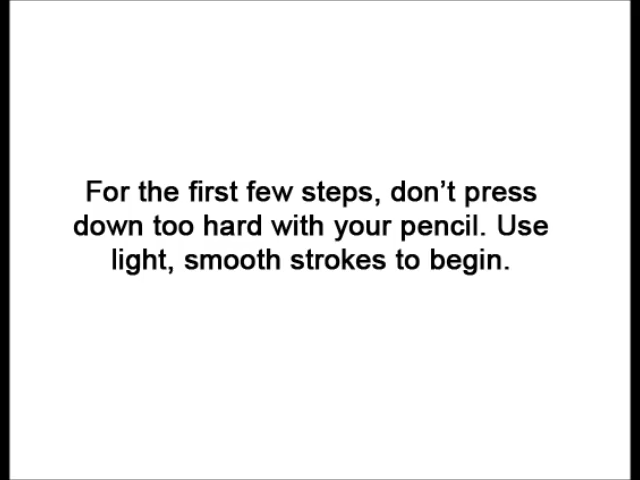 For the first few steps, don’t press
down too hard with your pencil. Use
light, smooth strokes to begin.